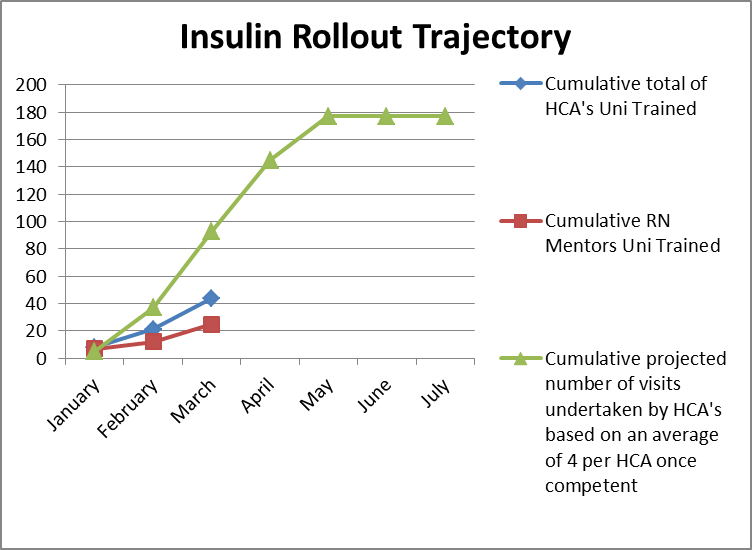 Insulin Rollout Trajectory
200
180
160
140
120
100
80
60
40
20
0
January
February
March
April
May
June
July
Cumulative total of
HCA's Uni Trained
Cumulative RN
Mentors Uni Trained
Cumulative projected
number of visits
undertaken by HCA's
based on an average
of 4 per HCA once
competent